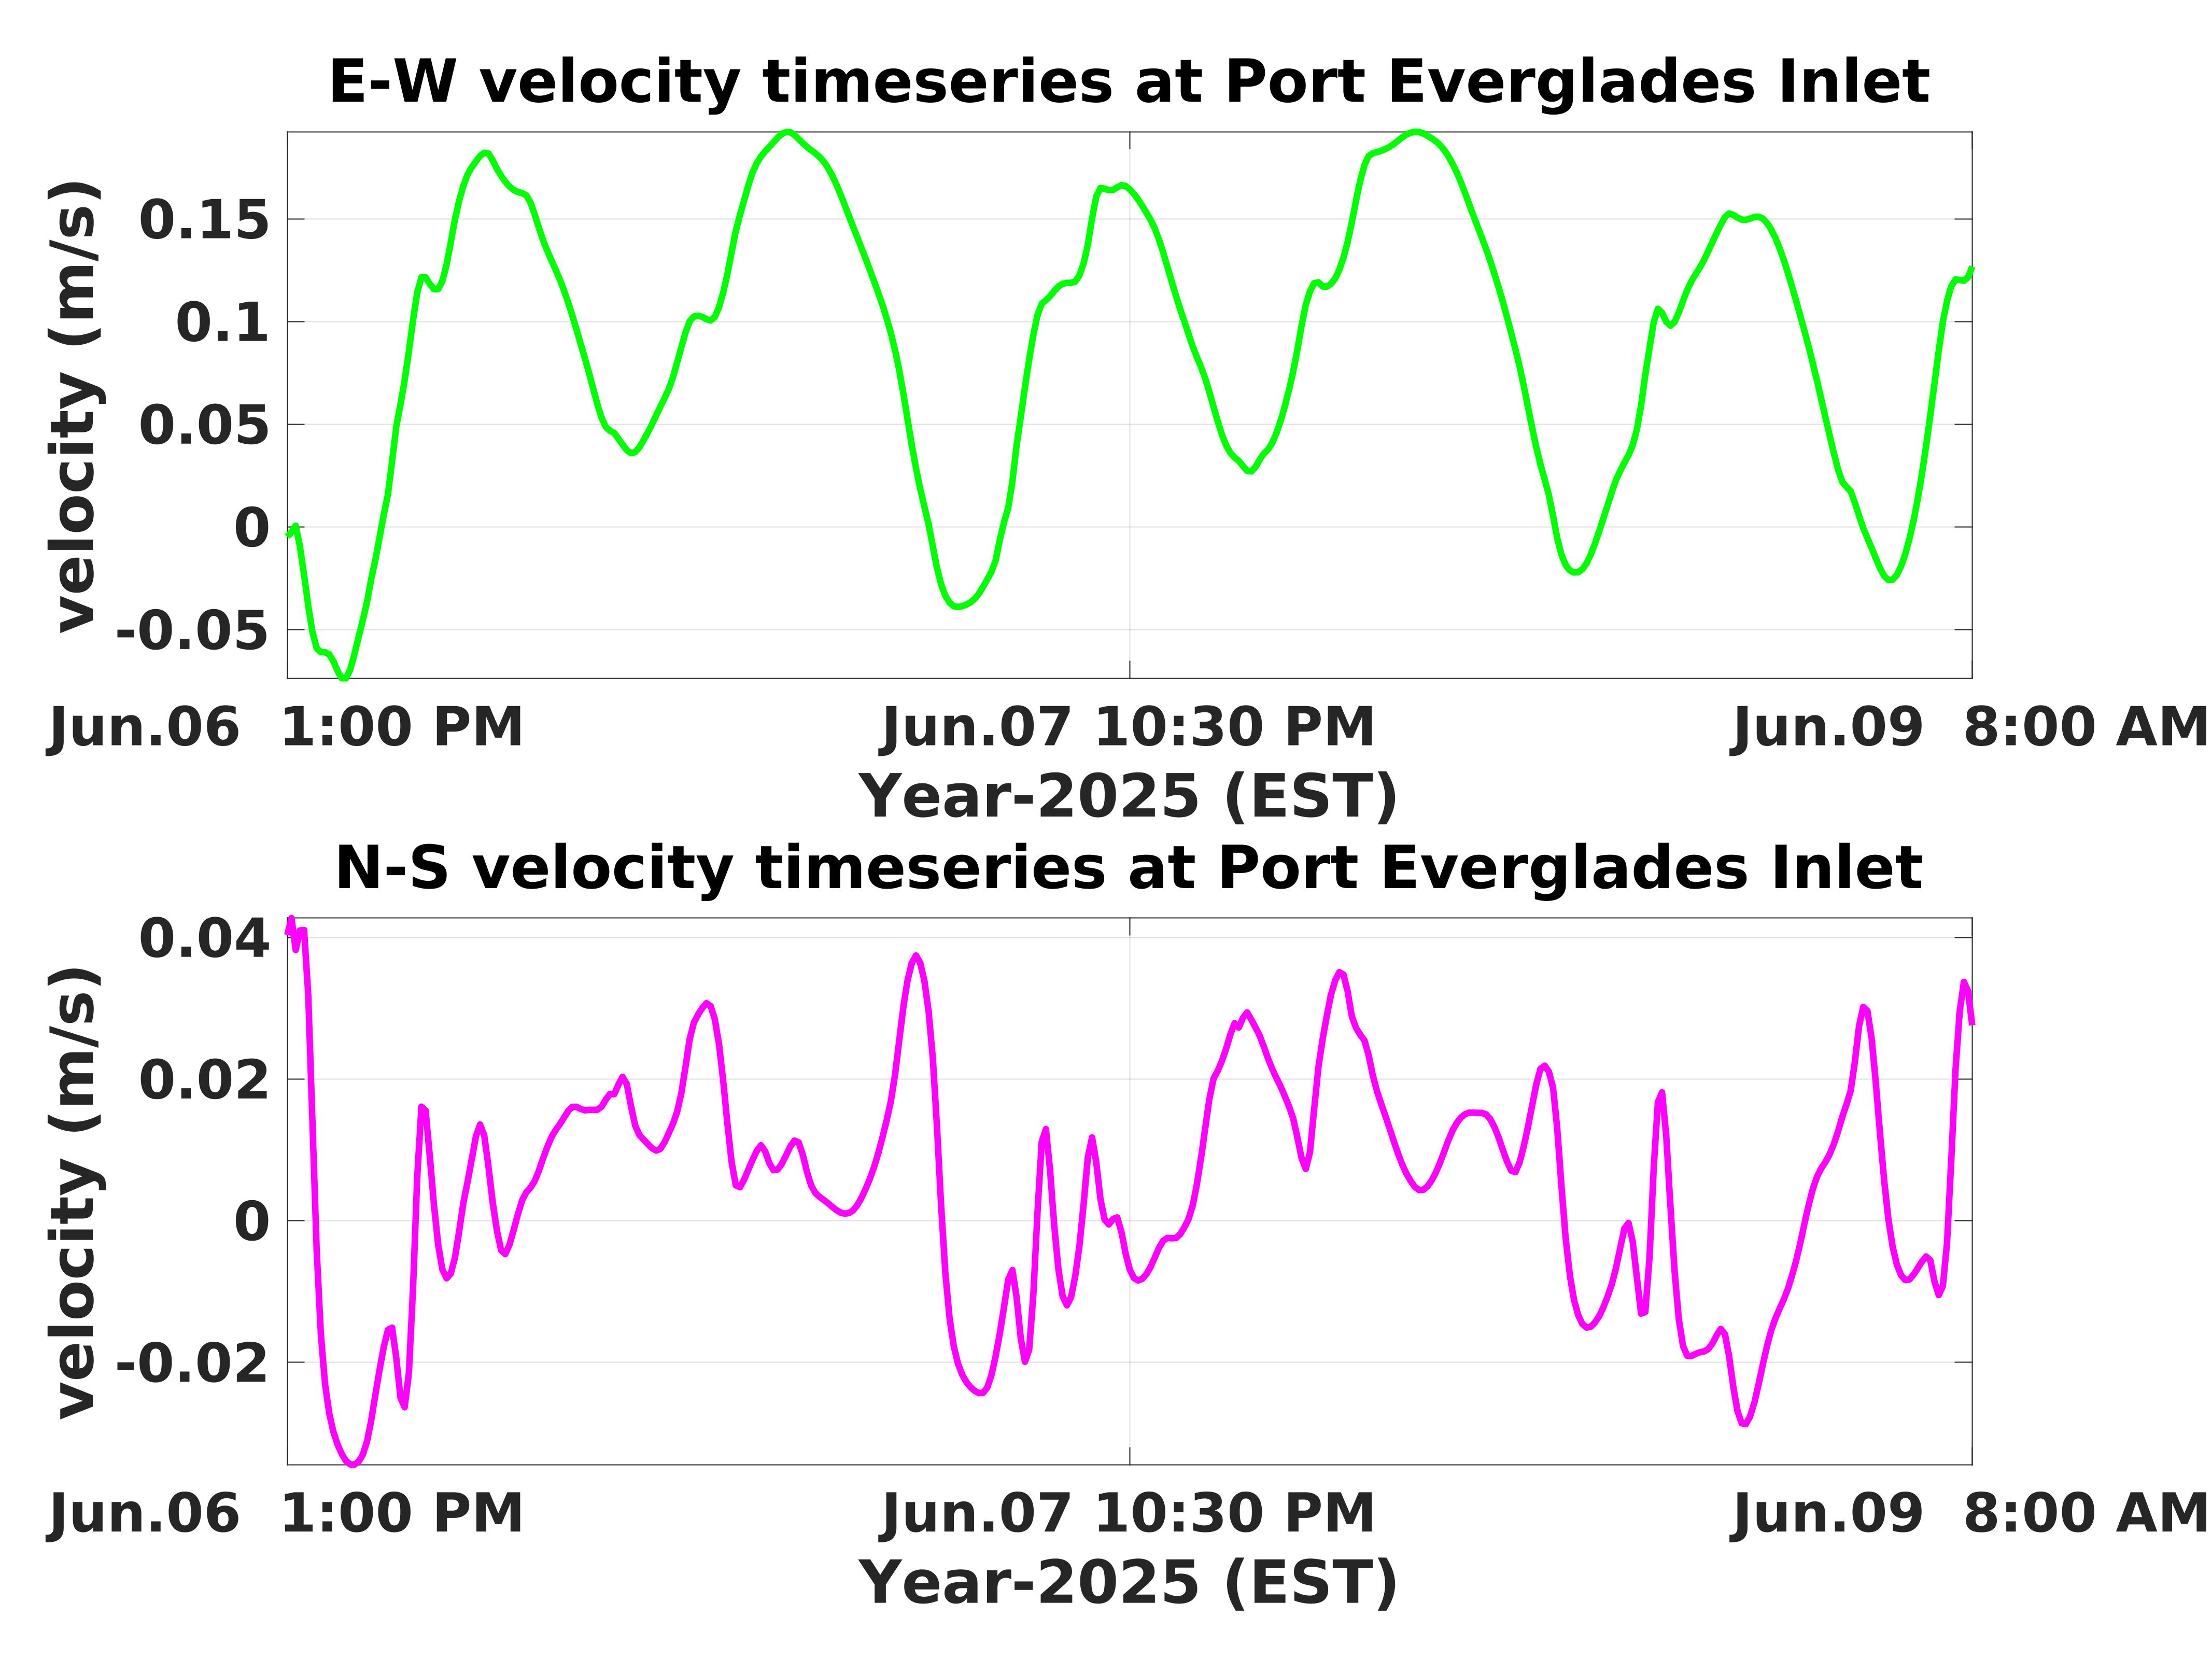 E-W velocity timeseries at Port Everglades Inlet
velocity (m/s)
0.15
0.1
0.05
0
-0.05
Jun.06  1:00 PM
Jun.07 10:30 PM
Jun.09  8:00 AM
Year-2025 (EST)
N-S velocity timeseries at Port Everglades Inlet
velocity (m/s)
0.04
0.02
0
-0.02
Jun.06  1:00 PM
Jun.07 10:30 PM
Jun.09  8:00 AM
Year-2025 (EST)